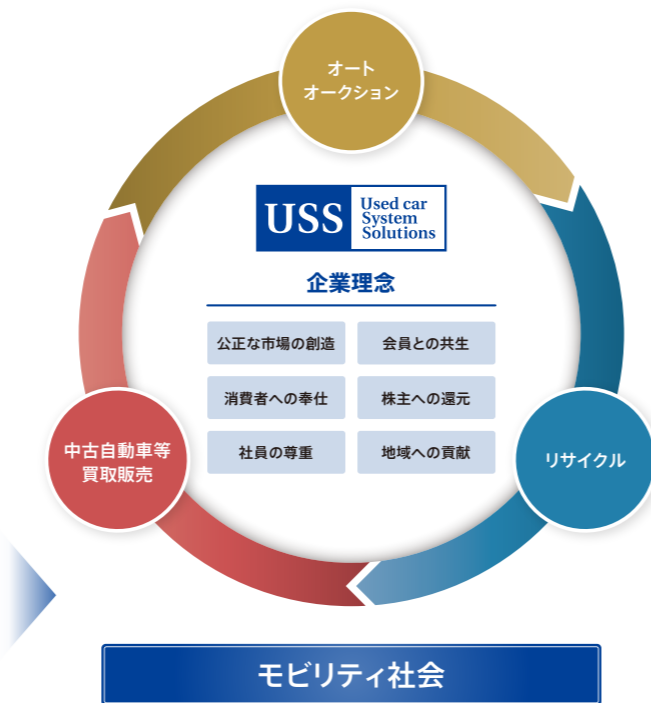 オート
オークション
USS
Used car
System
Solutions
企業理念
公正な市場の創造
会員との共生
消費者への奉仕
株主への還元
社員の尊重
地域への貢献
中古自動車等
買取販売
リサイクル
モビリティ社会